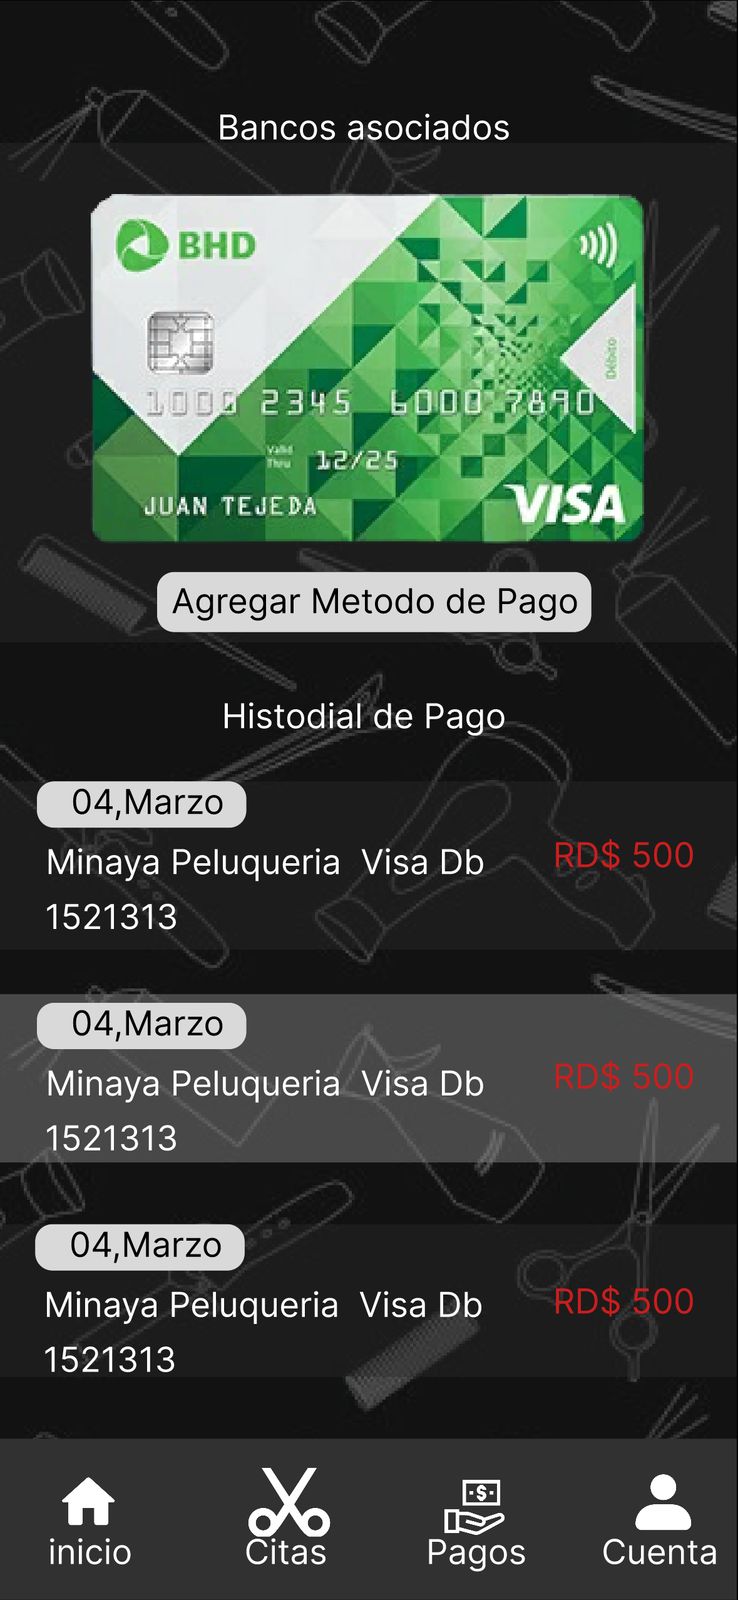 Bancos asociados
BHD
Débito
1000 2345 6000 7890
Valid
Thru
12/25
JUAN TEJEDA
VISA
Agregar Metodo de Pago
Histodial de Pago
04,Marzo
Minaya Peluqueria Visa Db
RD$ 500
1521313
04,Marzo
Minaya Peluqueria Visa Db
RD$ 500
1521313
04,Marzo
Minaya Peluqueria Visa Db
RD$ 500
1521313
inicio Citas Pagos Cuenta